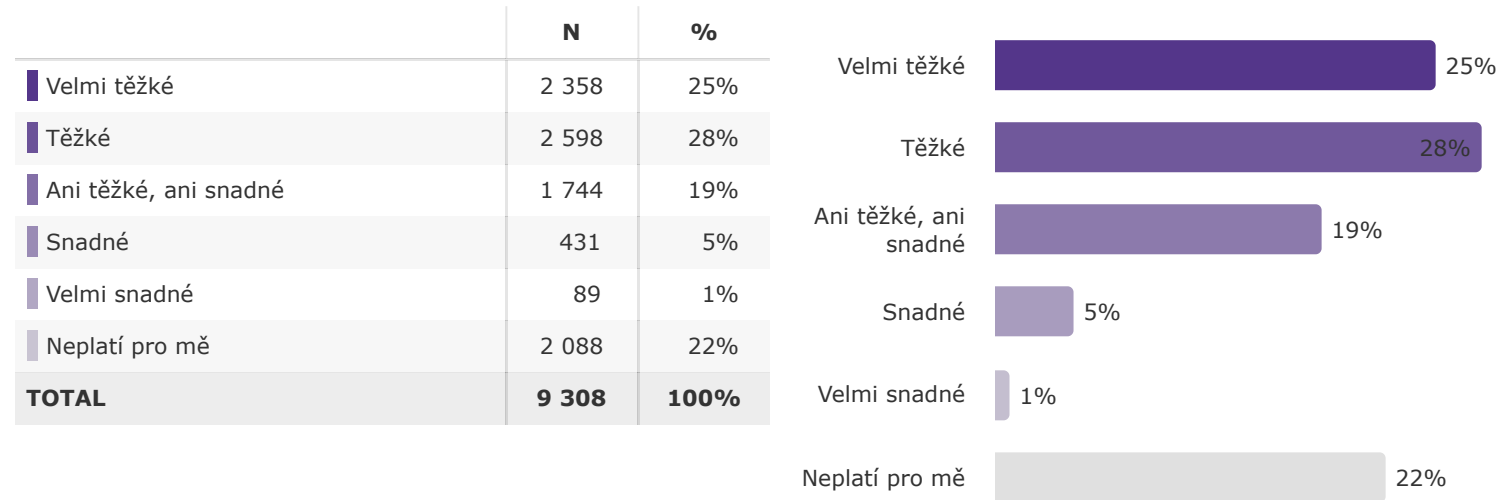 N %
Velmi těžké 2 358 25%
Těžké 2 598 28%
Ani těžké, ani snadné 1 744 19%
Snadné 431 5%
Velmi snadné 89 1%
Neplatí pro mě 2 088 22%
TOTAL 9 308 100%
Velmi těžké 25%
Těžké 28%
Ani těžké, ani
snadné 19%
Snadné 5%
Velmi snadné 1%
Neplatí pro mě 22%